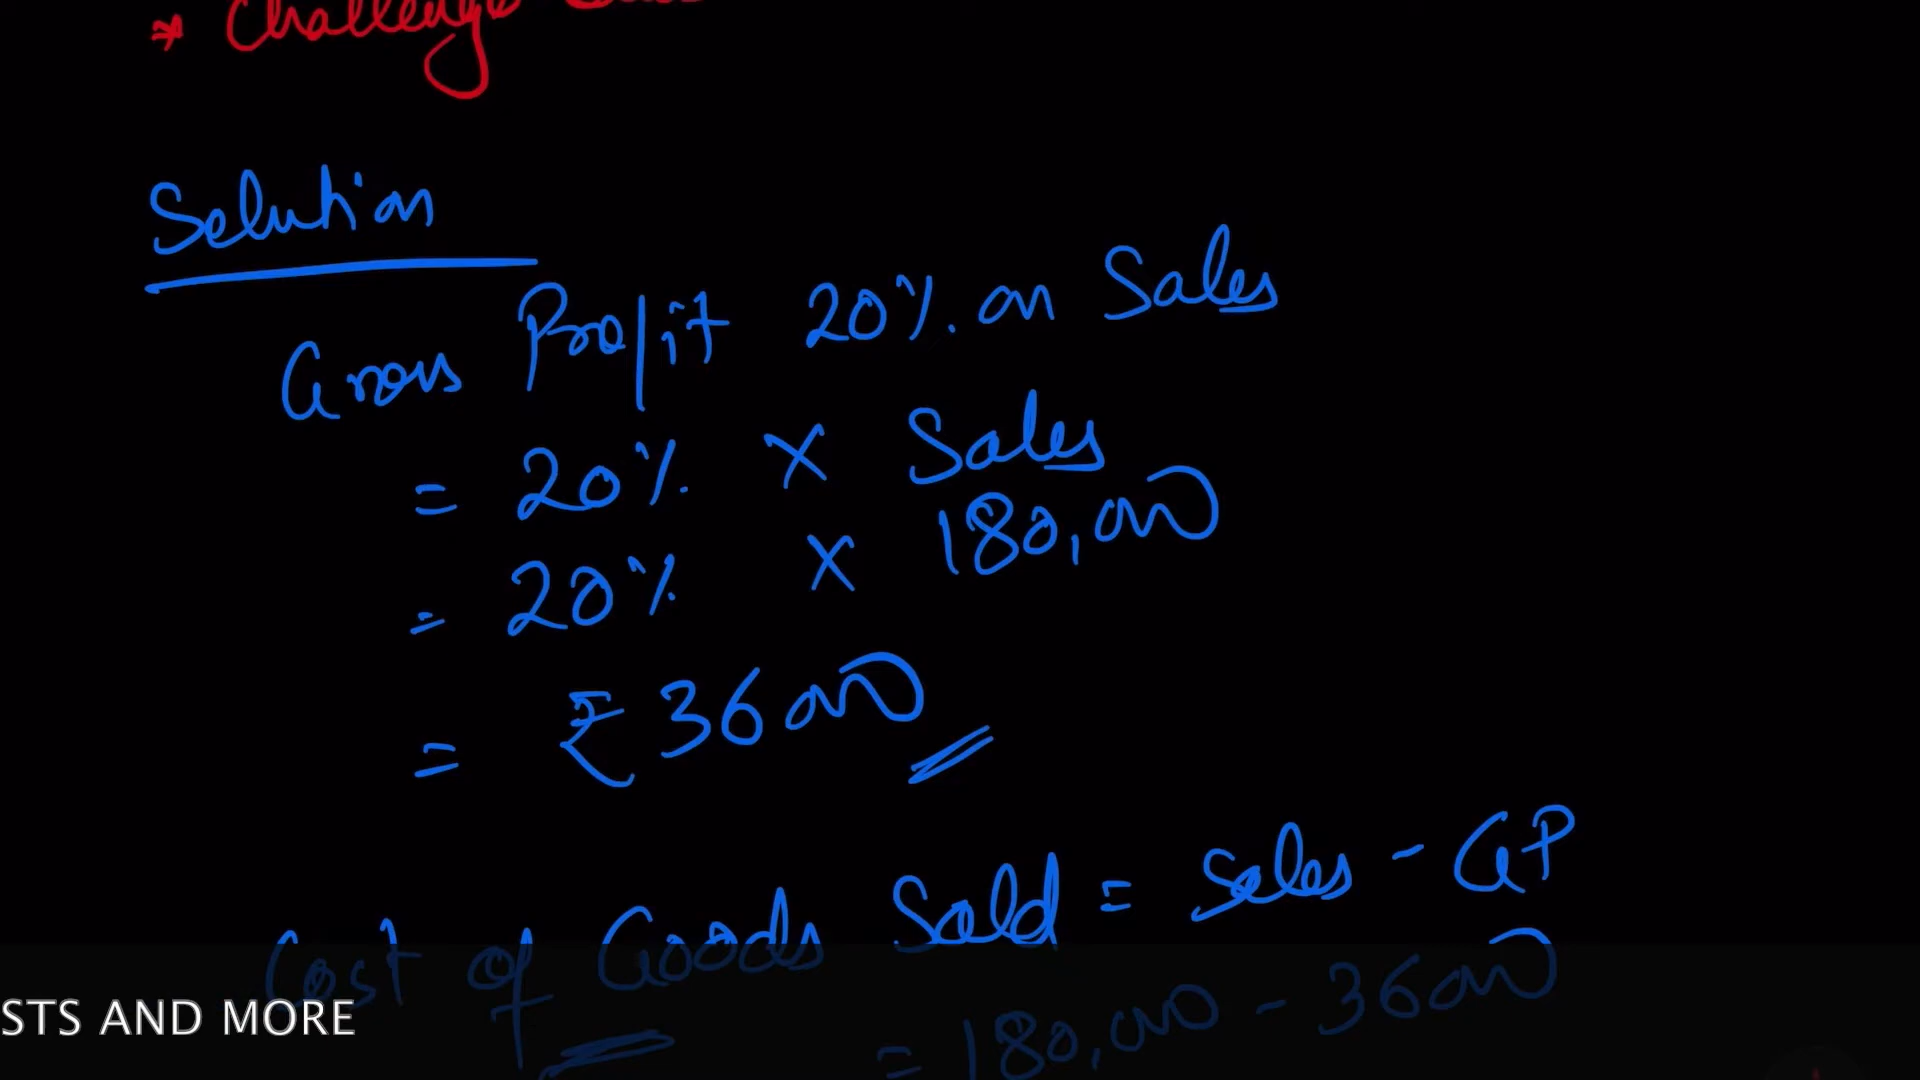 * Challenge
Solution
Gross Profit 20% on Sales
= 20% X Sales
= 20% X 180,000
= ₹36000
Cost of Goods Sold = Sales - GP
= 180,000 - 36000
STS AND MORE